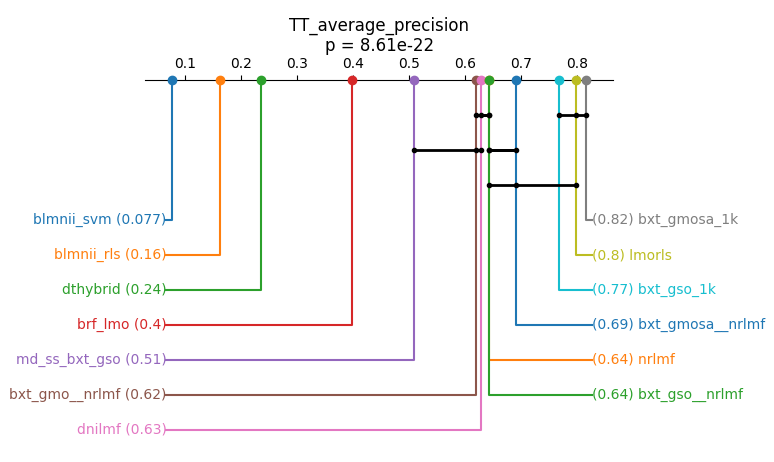 TT_average_precision
p = 8.61e-22
0.1 0.2 0.3 0.4 0.5 0.6 0.7 0.8
blmnii_svm (0.077)
(0.82) bxt_gmosa_1k
blmnii_rls (0.16)
(0.8) lmorls
dthybrid (0.24)
(0.77) bxt_gso_1k
brf_lmo (0.4)
(0.69) bxt_gmosa__nrlmf
md_ss_bxt_gso (0.51)
(0.64) nrlmf
bxt_gmo__nrlmf (0.62)
(0.64) bxt_gso__nrlmf
dnilmf (0.63)